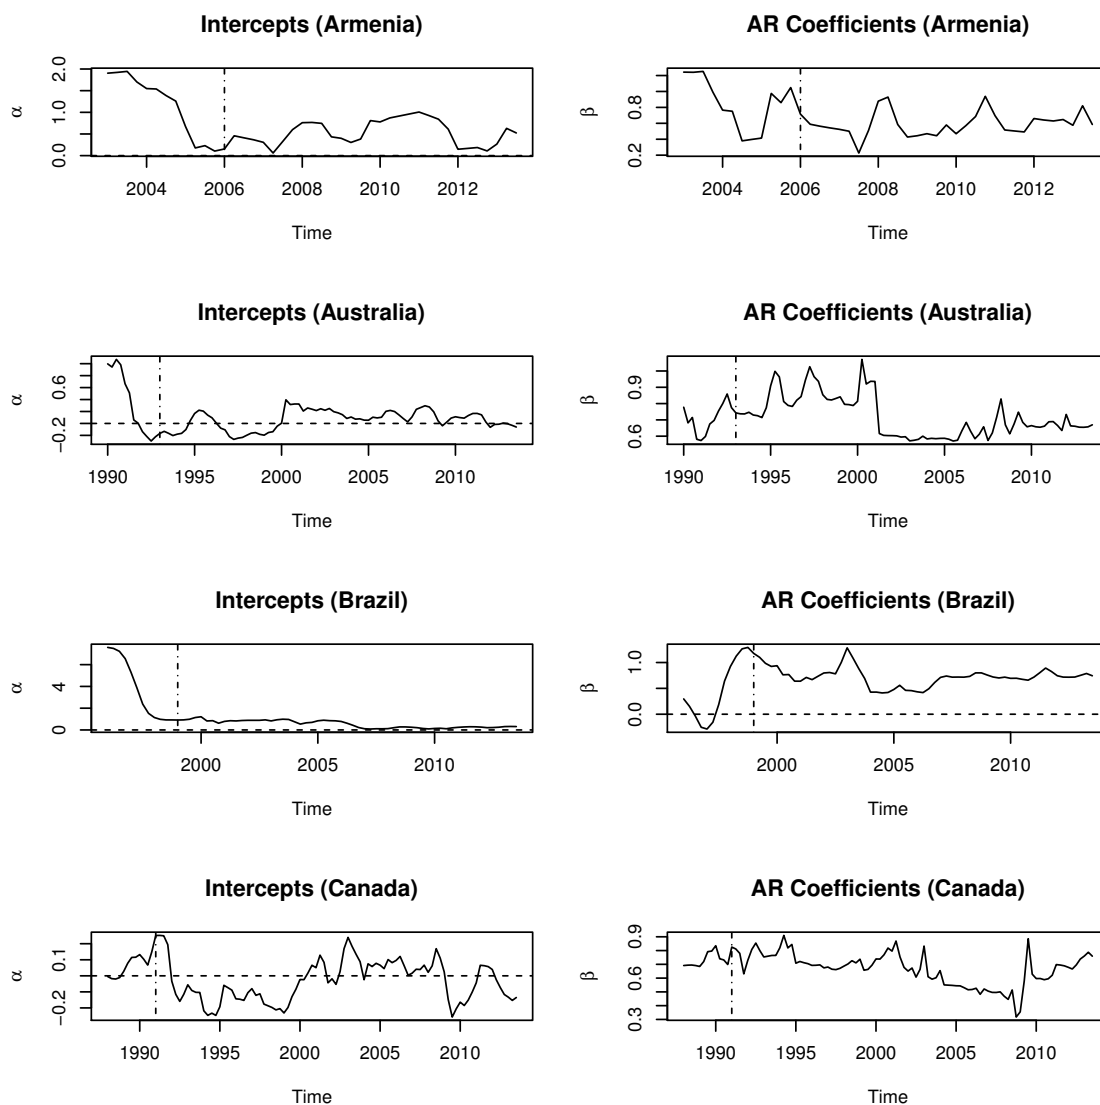 Intercepts (Armenia)
α
2.0
1.0
0.0
2004 2006 2008 2010 2012
Time
AR Coefficients (Armenia)
β
0.8
0.2
2004 2006 2008 2010 2012
Time
Intercepts (Australia)
α
0.6
−0.2
1990 1995 2000 2005 2010
Time
AR Coefficients (Australia)
β
0.9
0.6
1990 1995 2000 2005 2010
Time
Intercepts (Brazil)
α
4
0
2000 2005 2010
Time
AR Coefficients (Brazil)
β
1.0
0.0
2000 2005 2010
Time
Intercepts (Canada)
α
0.1
−0.2
1990 1995 2000 2005 2010
Time
AR Coefficients (Canada)
β
0.9
0.6
0.3
1990 1995 2000 2005 2010
Time